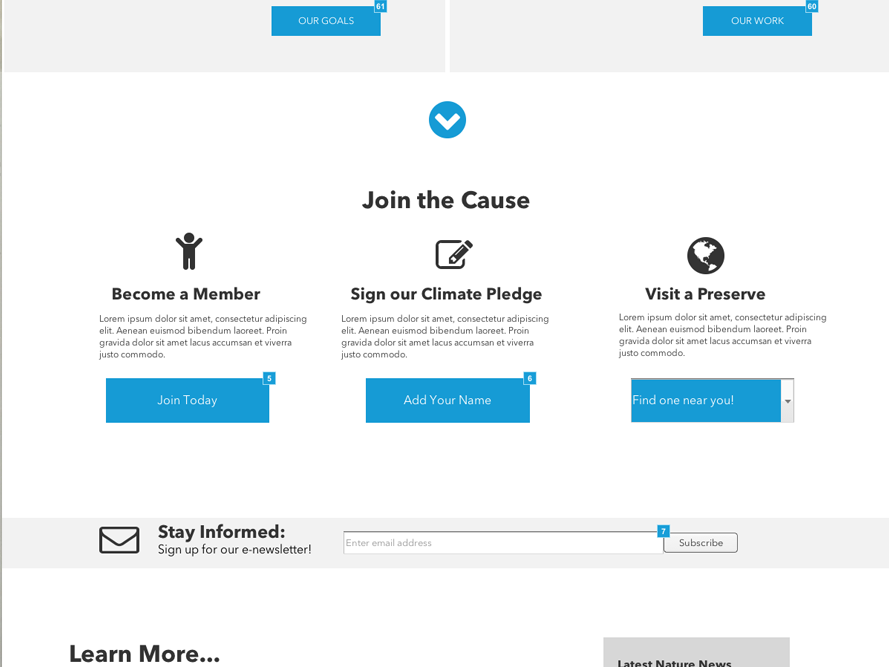 61
OUR GOALS
60
OUR WORK
Join the Cause
Become a Member
Lorem ipsum dolor sit amet, consectetur adipiscing
elit. Aenean euismod bibendum laoreet. Proin
gravida dolor sit amet lacus accumsan et viverra
justo commodo.
5
Join Today
Sign our Climate Pledge
Lorem ipsum dolor sit amet, consectetur adipiscing
elit. Aenean euismod bibendum laoreet. Proin
gravida dolor sit amet lacus accumsan et viverra
justo commodo.
6
Add Your Name
Visit a Preserve
Lorem ipsum dolor sit amet, consectetur adipiscing
elit. Aenean euismod bibendum laoreet. Proin
gravida dolor sit amet lacus accumsan et viverra
justo commodo.
Find one near you!
Stay Informed:
Sign up for our e-newsletter!
Enter email address
7
Subscribe
Learn More...
Latest Nature News